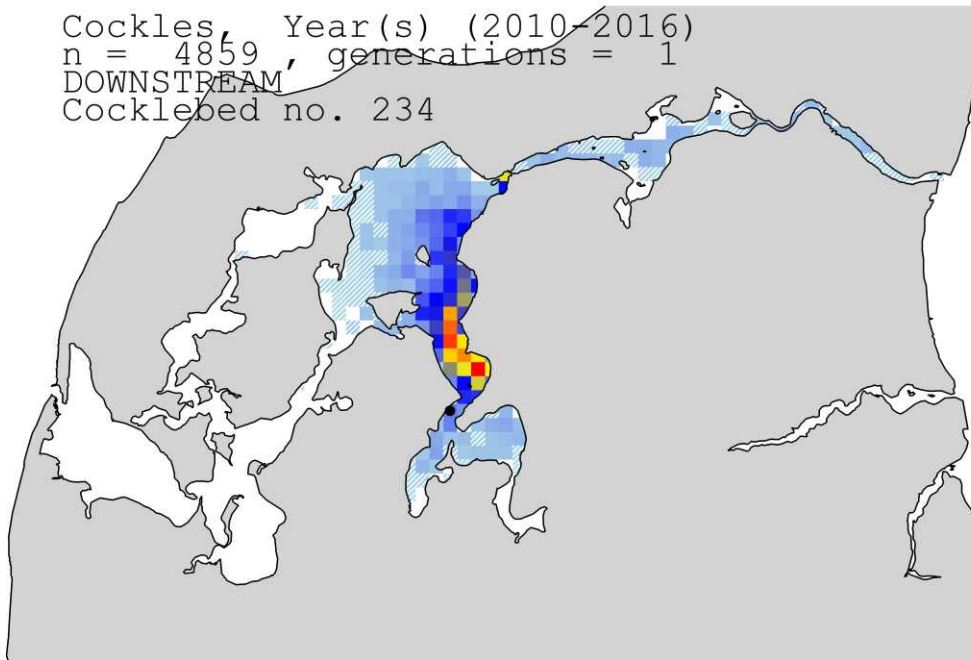 Cockles, Year(s) (2010-2016)
n = 4859 , generations = 1
DOWNSTREAM
Cocklebed no. 234